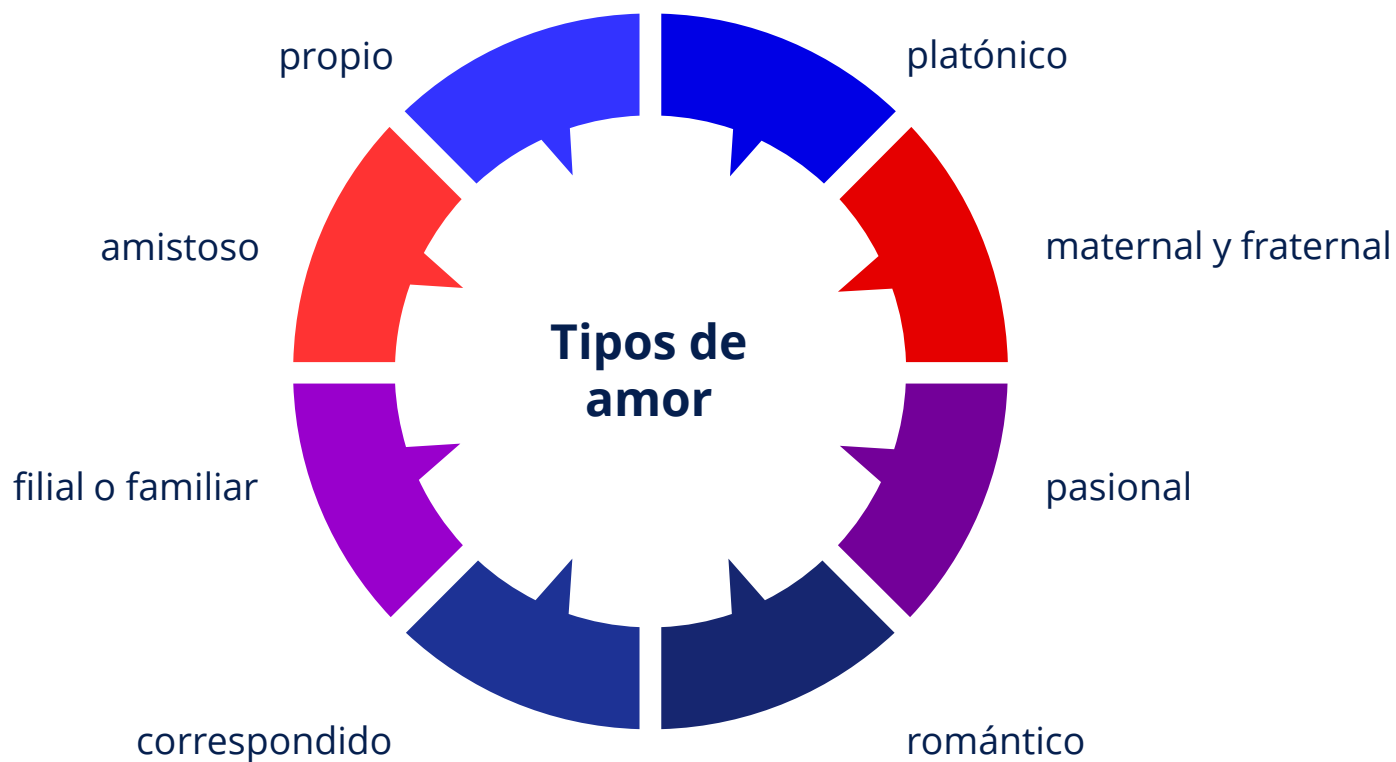 propio
platónico
amistoso
maternal y fraternal
Tipos de
amor
filial o familiar
pasional
correspondido
romántico